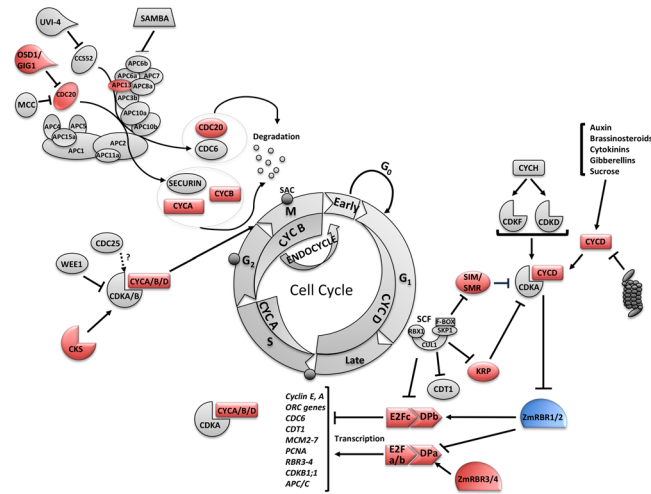 UVI-4
SAMBA
OSD1/
GIG1
CCS52
APC6b
APC6a
APC7
APC13
APC8a
APC3b
CDC20
MCC
APC10a
APC10b
APC4
APC5
APC15a
APC1
APC2
APC11a
CDC20
CDC6
Degradation
SECURIN
CYCB
CYCA
G0
SAC
M
Early
CYC B
ENDOCYCLE
G2
G1
Cell Cycle
CYC A
CYC D
S
Late
CDC25
?
WEE1
CYCA/B/D
CDKA/B
CKS
CYCA/B/D
CDKA
Auxin
Brassinosteroids
Cytokinins
Gibberellins
Sucrose
CYCH
CDKF
CDKD
CYCD
CYCD
CDKA
SIM/
SMR
SCF
F-BOX
RBX1
SKP1
CUL1
KRP
CDT1
Cyclin E, A
ORC genes
CDC6
CDT1
MCM2-7
PCNA
RBR3-4
CDKB1;1
APC/C
Transcription
E2Fc
DPb
ZmRBR1/2
E2F
a/b
DPa
ZmRBR3/4